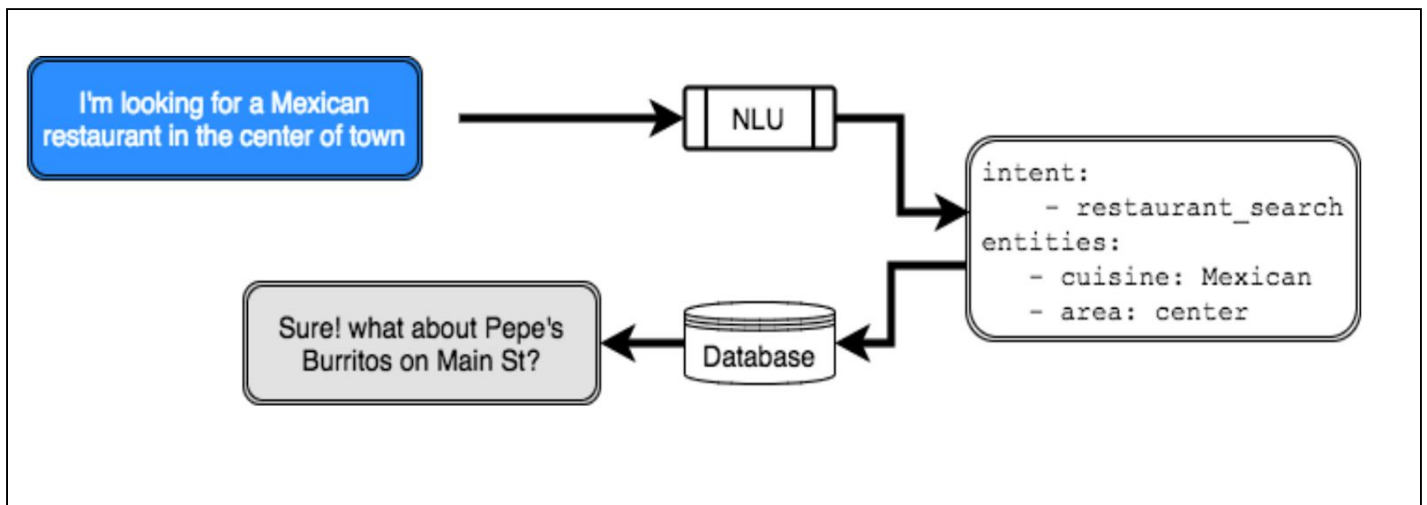 I'm looking for a Mexican
restaurant in the center of town
NLU
intent:
    - restaurant_search
entities:
   - cuisine: Mexican
   - area: center
Database
Sure! what about Pepe's
Burritos on Main St?